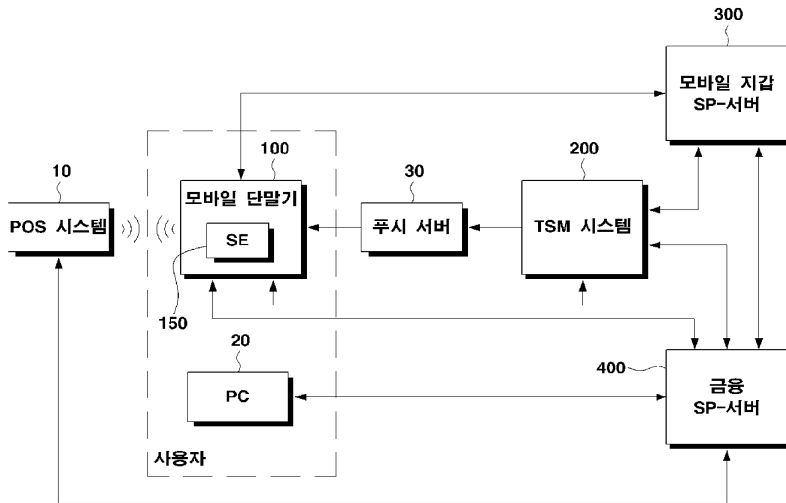 300
모바일 지갑
SP-서버
10
POS 시스템
100
모바일 단말기
SE
150
30
푸시 서버
200
TSM 시스템
20
PC
사용자
400
금융
SP-서버